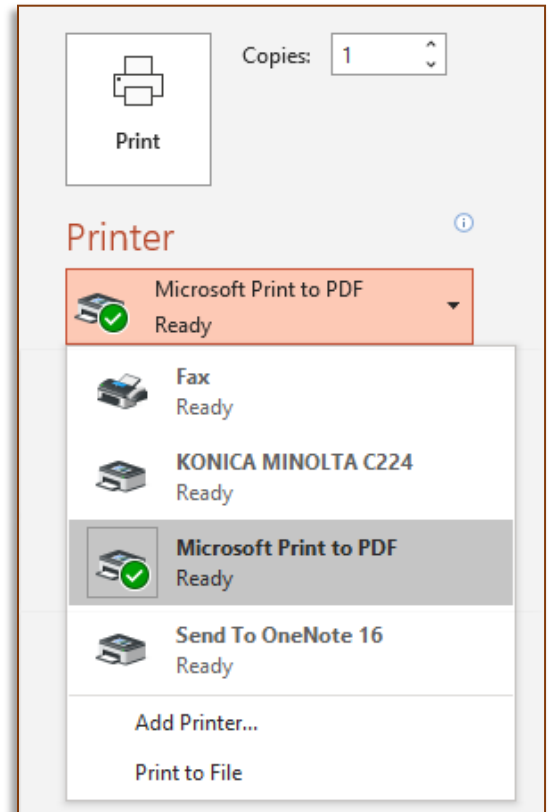 Copies: 1
Print
Printer
Microsoft Print to PDF
Ready
Fax
Ready
KONICA MINOLTA C224
Ready
Microsoft Print to PDF
Ready
Send To OneNote 16
Ready
Add Printer...
Print to File